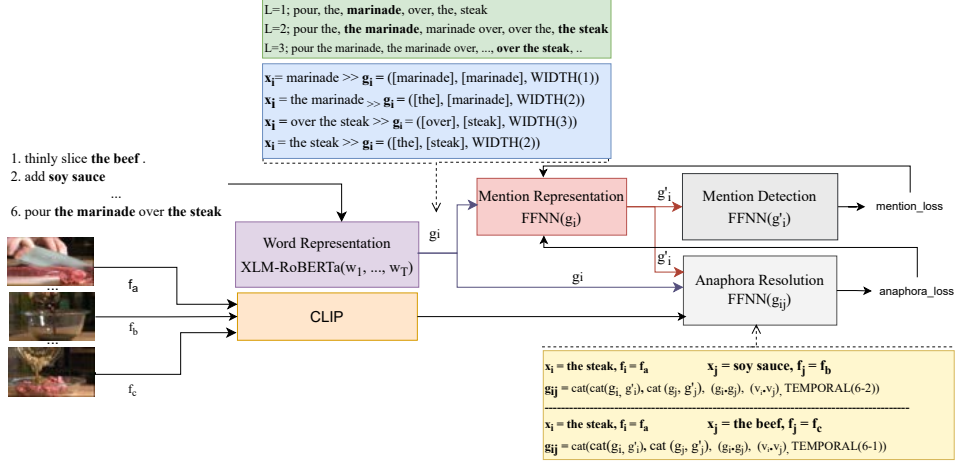 L=1; pour, the, marinade, over, the, steak
L=2; pour the, the marinade, marinade over, over the, the steak
L=3; pour the marinade, the marinade over, ..., over the steak, ..
xi= marinade >> gi = ([marinade], [marinade], WIDTH(1))
xi= the marinade >> gi = ([the], [marinade], WIDTH(2))
xi = over the steak >> gi = ([over], [steak], WIDTH(3))
xi = the steak >> gi = ([the], [steak], WIDTH(2))
1. thinly slice the beef .
2. add soy sauce
...
6. pour the marinade over the steak
...
...
fa
fb
fc
Word Representation
XLM-RoBERTa(w1, ..., wT)
CLIP
gi
gi
Mention Representation
FFNN(gi)
g'i
g'i
Mention Detection
FFNN(g'i)
mention_loss
Anaphora Resolution
FFNN(gij)
anaphora_loss
xi = the steak, fi = fa xj = soy sauce, fj = fb
gij = cat(cat(gi, g'i), cat (gj, g'j), (gi.gj), (vi.vj), TEMPORAL(6-2))
xi = the steak, fi = fa xj = the beef, fj = fc
gij = cat(cat(gi, g'i), cat (gj, g'j), (gi.gj), (vi.vj), TEMPORAL(6-1))